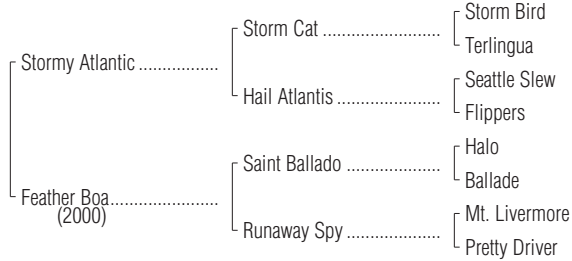 Storm Bird
Storm Cat ......................
Terlingua
Stormy Atlantic ...............
Seattle Slew
Hail Atlantis ...................
Flippers
Halo
Saint Ballado .................
Ballade
Feather Boa....................
(2000)
Mt. Livermore
Runaway Spy .................
Pretty Driver